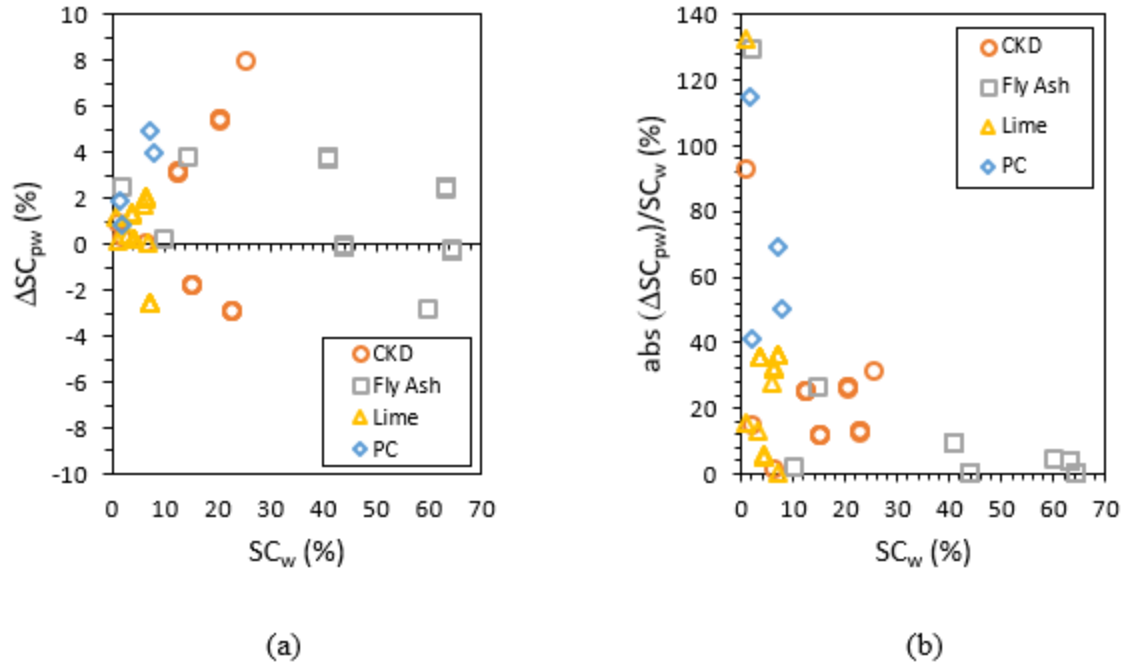 10
8
6
4
2
0
-2
-4
-6
-8
-10
ΔSCpw (%)
0 10 20 30 40 50 60 70
SCw (%)
CKD
Fly Ash
Lime
PC
(a)
140
120
100
80
60
40
20
0
abs (ΔSCpw)/SCw (%)
0 10 20 30 40 50 60 70
SCw (%)
CKD
Fly Ash
Lime
PC
(b)